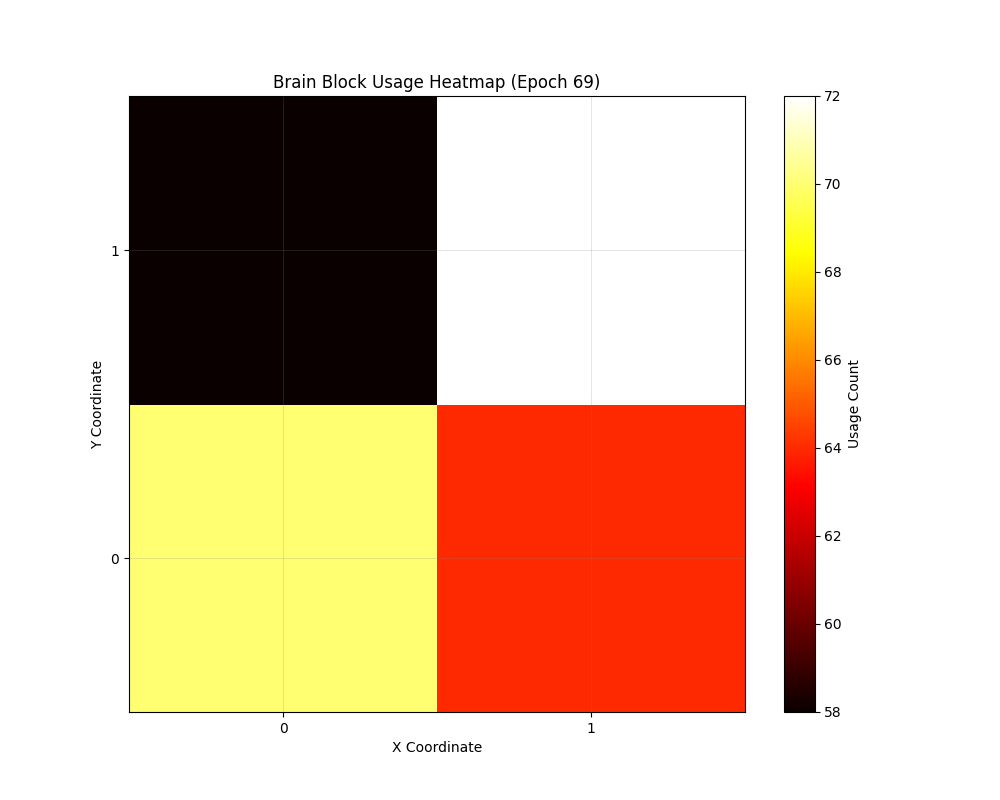 Brain Block Usage Heatmap (Epoch 69)
72
70
68
66
64
62
60
58
Usage Count
1
0
Y Coordinate
0 1
X Coordinate